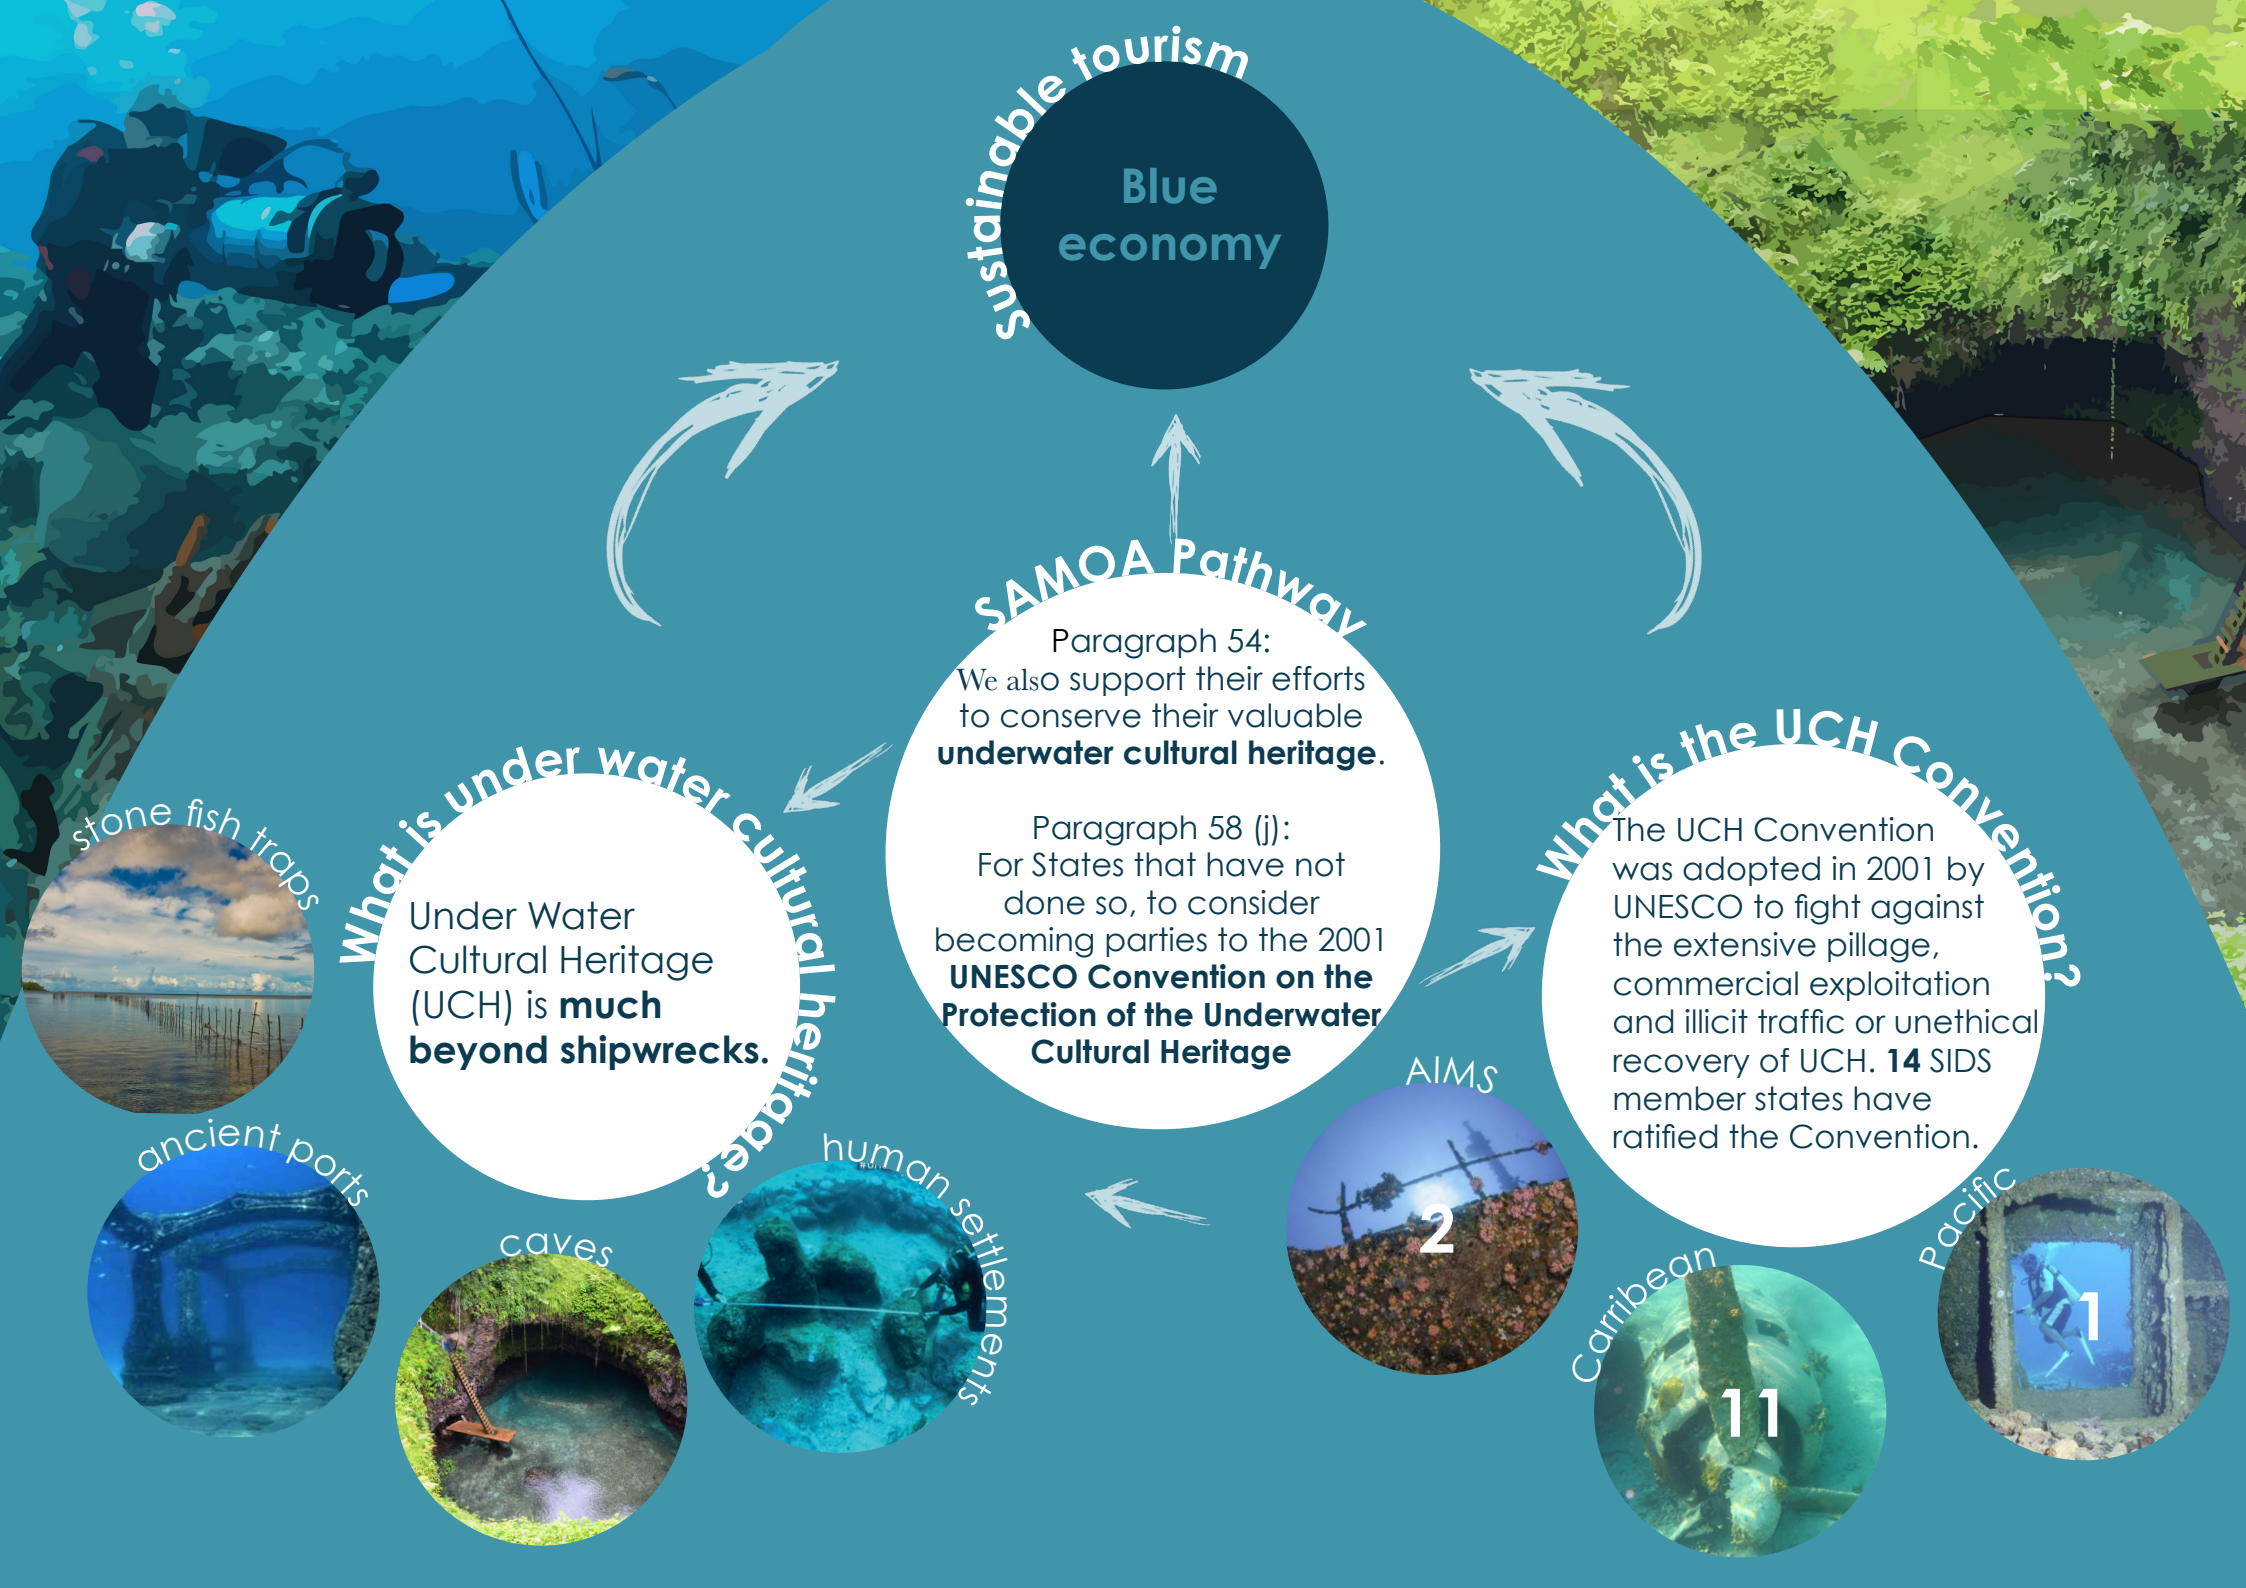 Sustainable tourism
Blue
economy
SAMOA Pathway
Paragraph 54:
We also support their efforts
to conserve their valuable
underwater cultural heritage.
Paragraph 58 (j):
For States that have not
done so, to consider
becoming parties to the 2001
UNESCO Convention on the
Protection of the Underwater
Cultural Heritage
What is under water cultural heritage?
Under Water
Cultural Heritage
(UCH) is much
beyond shipwrecks.
stone fish traps
ancient ports
caves
human settlements
What is the UCH Convention?
The UCH Convention
was adopted in 2001 by
UNESCO to fight against
the extensive pillage,
commercial exploitation
and illicit traffic or unethical
recovery of UCH. 14 SIDS
member states have
ratified the Convention.
AIMS
2
Carribean
11
Pacific
1